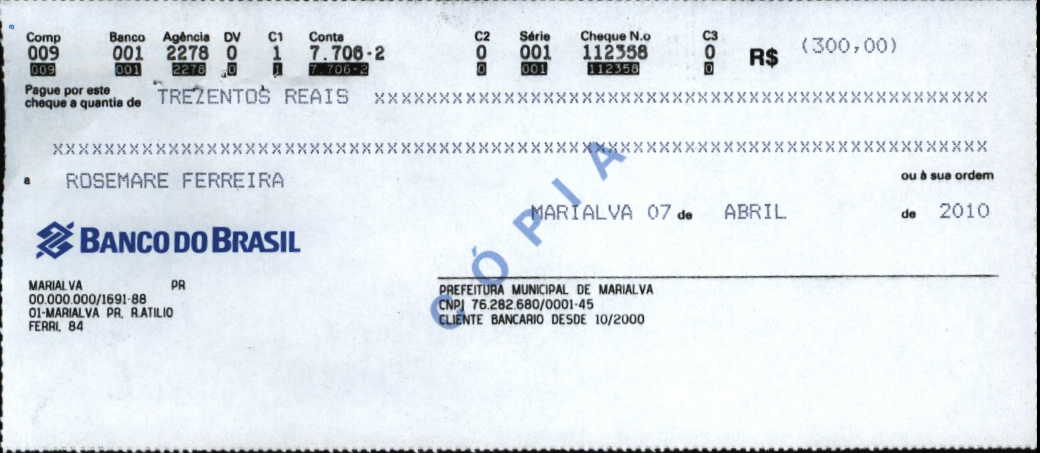 Comp Banco Agência DV C1 Conta C2 Série Cheque N.o C3
009 001 2278 0 1 7.706-2 0 001 112358 0 R$ (300,00)
009 001 2278 0 1 7.706-2 0 001 112358 0
Pague por este
cheque a quantia de TREZENTOS REAIS XXXXXXXXXXXXXXXXXXXXXXXXXXXXXXXXXXXXXXXXXXXXXXX
XXXXXXXXXXXXXXXXXXXXXXXXXXXXXXXXXXXXXXXXXXXXXXXXXXXXXXXXXXXXXXXXXXXXXXXX
a ROSEMARE FERREIRA ou à sua ordem
MARIALVA 07 de ABRIL de 2010
CÓPIA
BANCO DO BRASIL
MARIALVA PR
00.000.000/1691-88
01-MARIALVA PR, R.ATILIO
FERRI, 84
PREFEITURA MUNICIPAL DE MARIALVA
CNPJ 76.282.680/0001-45
CLIENTE BANCARIO DESDE 10/2000